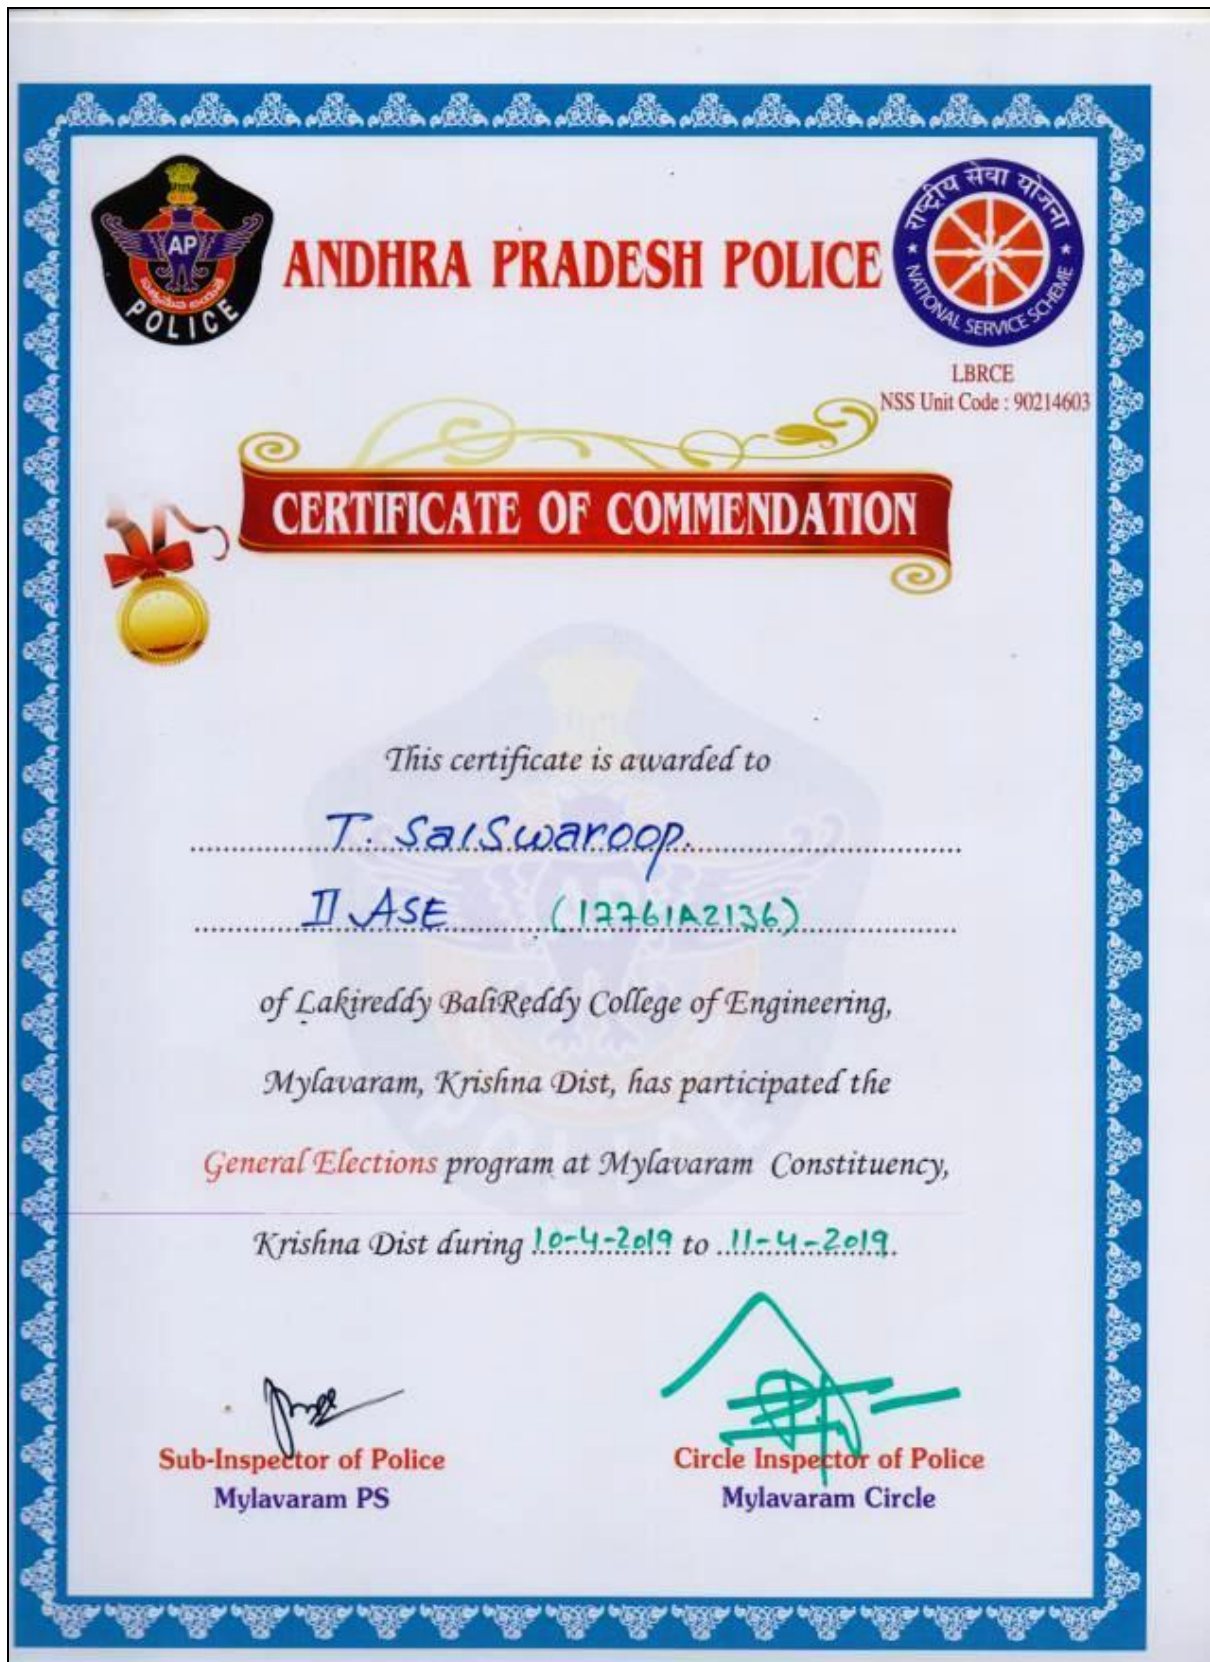 AP
సత్యమేవ జయతే
POLICE
ANDHRA PRADESH POLICE
राष्ट्रीय सेवा योजना
NATIONAL SERVICE SCHEME
LBRCE
NSS Unit Code : 90214603
CERTIFICATE OF COMMENDATION
This certificate is awarded to
T. SaiSwaroop.
II ASE (17761A2136)
of Lakireddy BaliReddy College of Engineering,
Mylavaram, Krishna Dist, has participated the
General Elections program at Mylavaram Constituency,
Krishna Dist during 10-4-2019 to 11-4-2019.
Sub-Inspector of Police
Mylavaram PS
Circle Inspector of Police
Mylavaram Circle